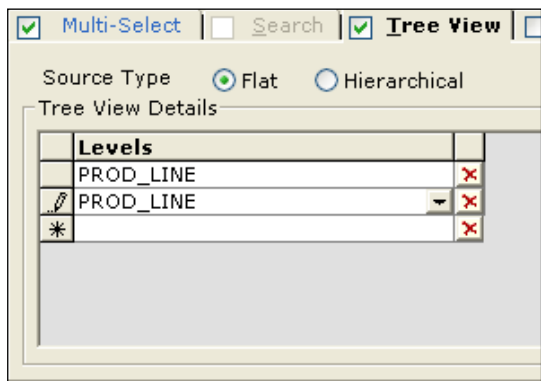 Multi-Select Search Tree View
Source Type Flat Hierarchical
Tree View Details
Levels
PROD_LINE
PROD_LINE